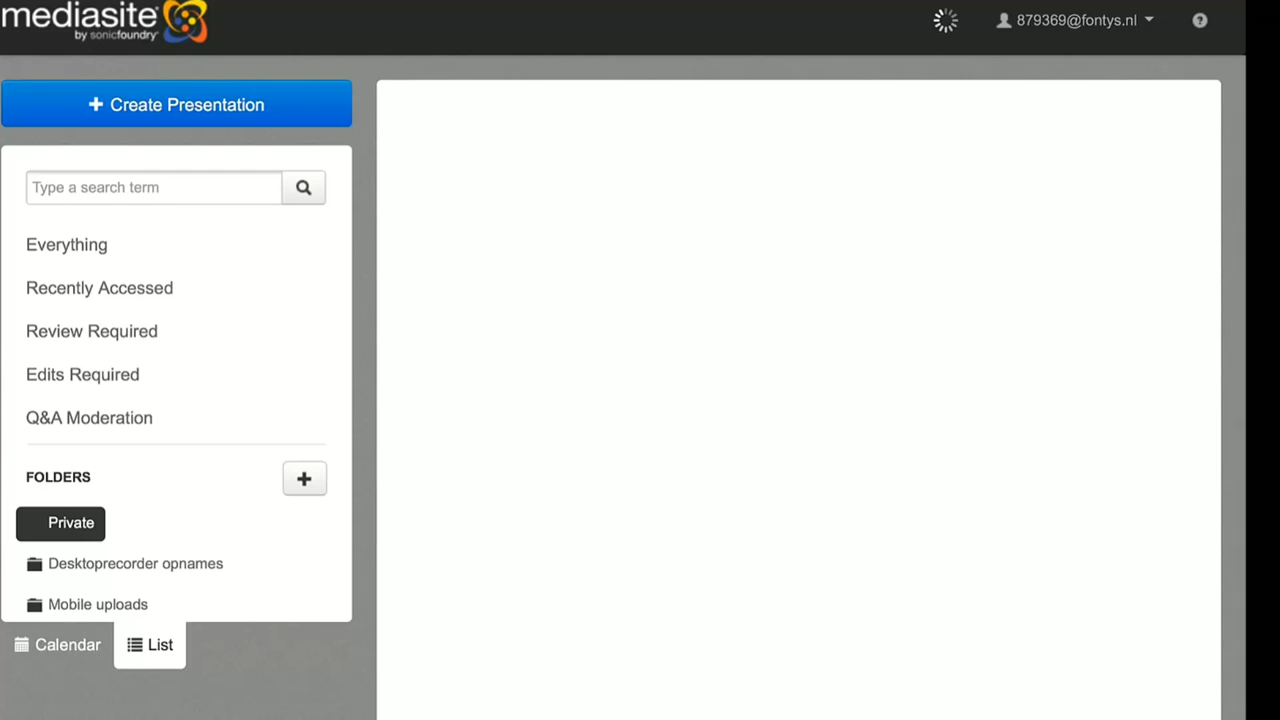 mediasite
by sonicfoundry
879369@fontys.nl
Create Presentation
Type a search term
Everything
Recently Accessed
Review Required
Edits Required
Q&A Moderation
FOLDERS
Private
Desktoprecorder opnames
Mobile uploads
Calendar
List